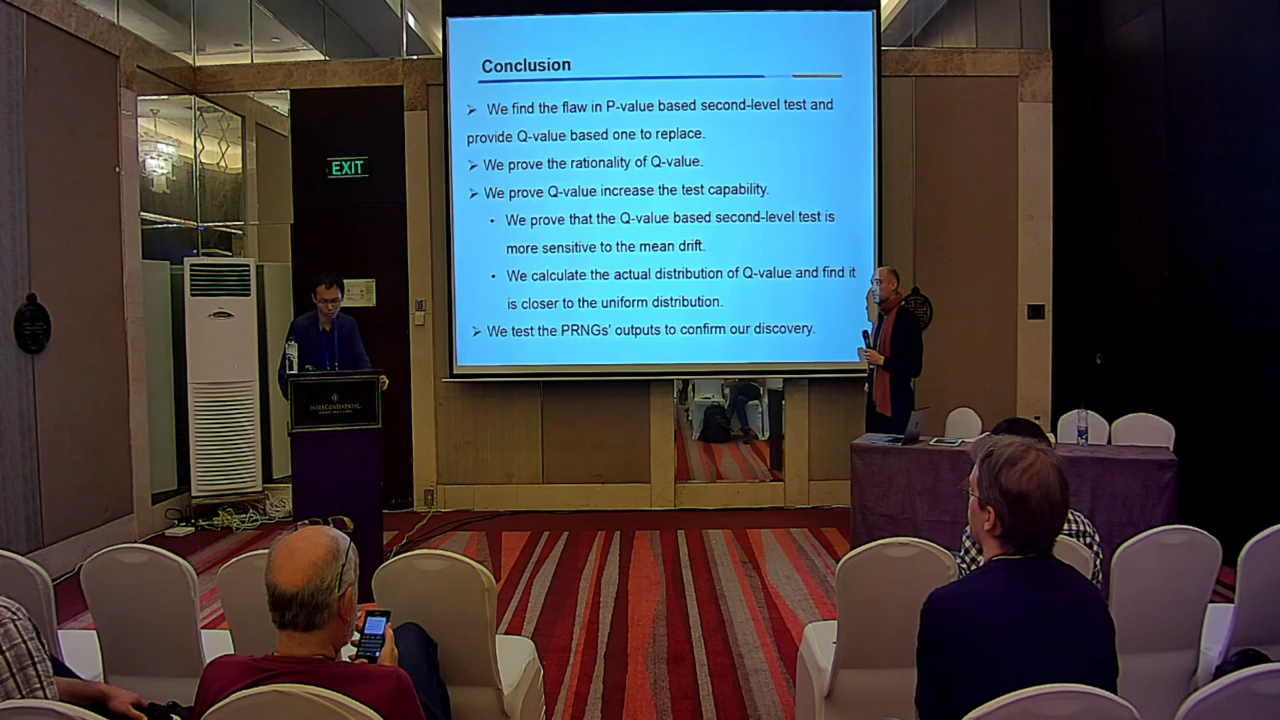 Conclusion
➢ We find the flaw in P-value based second-level test and
provide Q-value based one to replace.
➢ We prove the rationality of Q-value.
➢ We prove Q-value increase the test capability.
• We prove that the Q-value based second-level test is
more sensitive to the mean drift.
• We calculate the actual distribution of Q-value and find it
is closer to the uniform distribution.
➢ We test the PRNGs' outputs to confirm our discovery.
EXIT
INTERCONTINENTAL